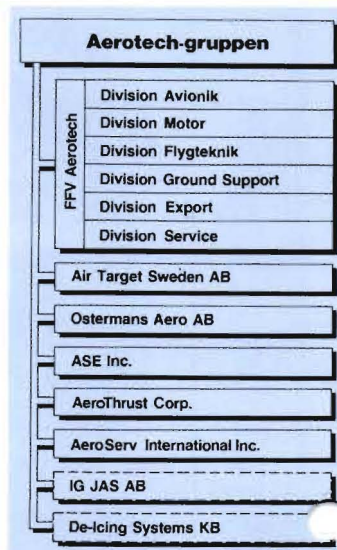 Aerotech-gruppen
FFV Aerotech
Division Avionik
Division Motor
Division Flygteknik
Division Ground Support
Division Export
Division Service
Air Target Sweden AB
Ostermans Aero AB
ASE Inc.
AeroThrust Corp.
AeroServ International Inc.
IG JAS AB
De-Icing Systems KB